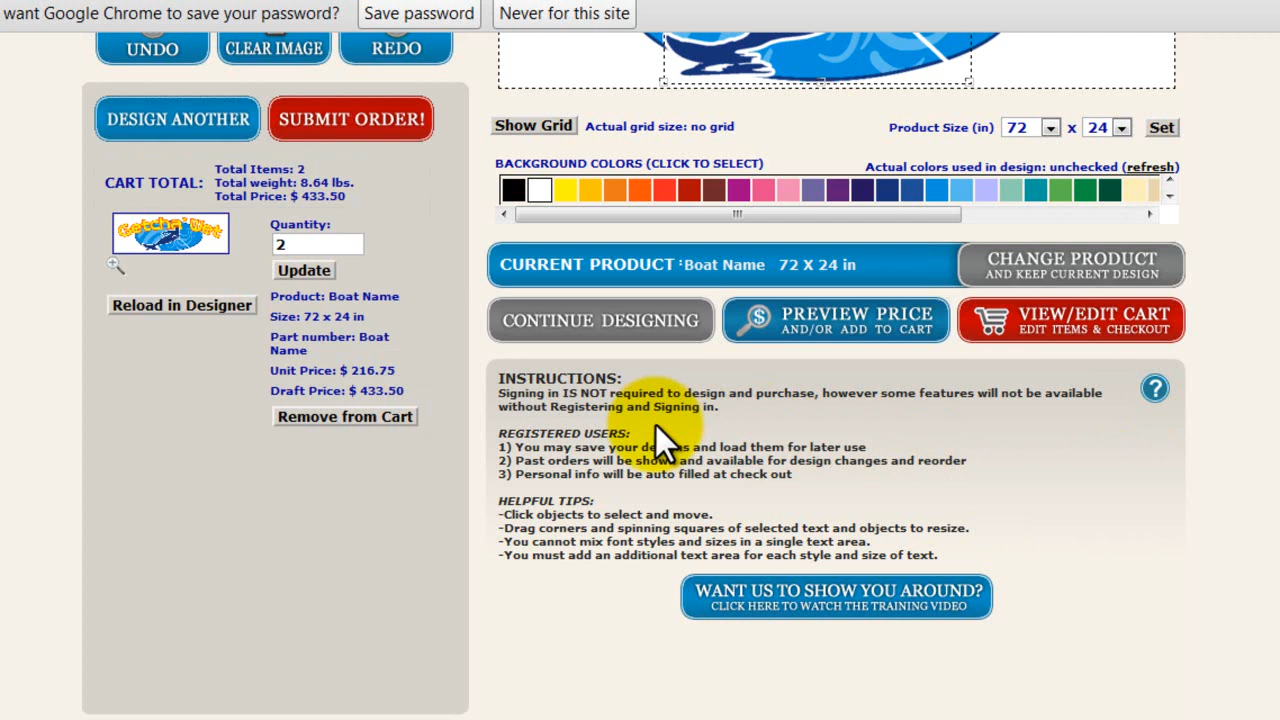 want Google Chrome to save your password? Save password Never for this site
UNDO CLEAR IMAGE REDO
DESIGN ANOTHER SUBMIT ORDER!
CART TOTAL:
Total Items: 2
Total weight: 8.64 lbs.
Total Price: $ 433.50
Getcha' Wet
Quantity:
2
Update
Reload in Designer
Product: Boat Name
Size: 72 x 24 in
Part number: Boat
Name
Unit Price: $ 216.75
Draft Price: $ 433.50
Remove from Cart
Show Grid Actual grid size: no grid Product Size (in) 72 x 24 Set
BACKGROUND COLORS (CLICK TO SELECT) Actual colors used in design: unchecked (refresh)
CURRENT PRODUCT : Boat Name 72 X 24 in
CHANGE PRODUCT
AND KEEP CURRENT DESIGN
CONTINUE DESIGNING
PREVIEW PRICE
AND/OR ADD TO CART
VIEW/EDIT CART
EDIT ITEMS & CHECKOUT
INSTRUCTIONS:
Signing in IS NOT required to design and purchase, however some features will not be available
without Registering and Signing in.
REGISTERED USERS:
1) You may save your and load them for later use
2) Past orders will be shown and available for design changes and reorder
3) Personal info will be auto filled at check out
HELPFUL TIPS:
-Click objects to select and move.
-Drag corners and spinning squares of selected text and objects to resize.
-You cannot mix font styles and sizes in a single text area.
-You must add an additional text area for each style and size of text.
WANT US TO SHOW YOU AROUND?
CLICK HERE TO WATCH THE TRAINING VIDEO